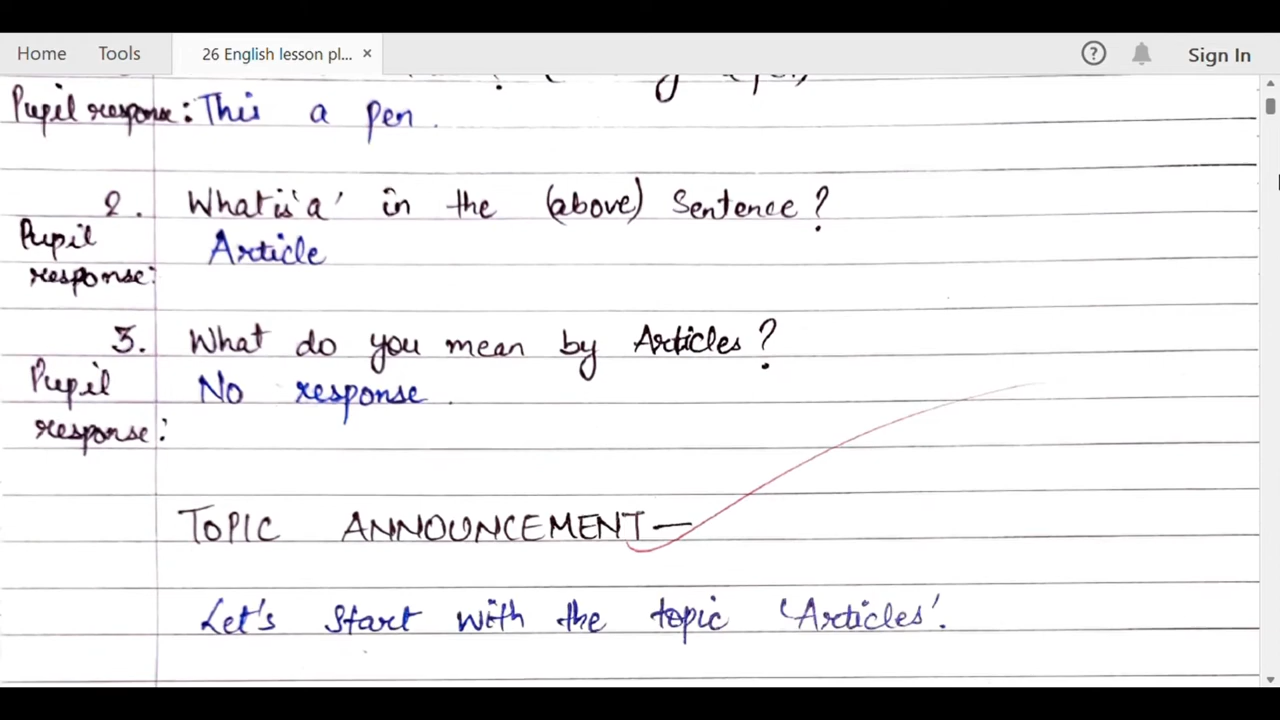 Home Tools 26 English lesson pl... × ? Sign In
Pupil response: This a pen.
2. What is 'a' in the (above) Sentence?
Pupil response: Article
3. What do you mean by Articles?
Pupil response: No response.
TOPIC ANNOUNCEMENT —
Let's start with the topic 'Articles'.